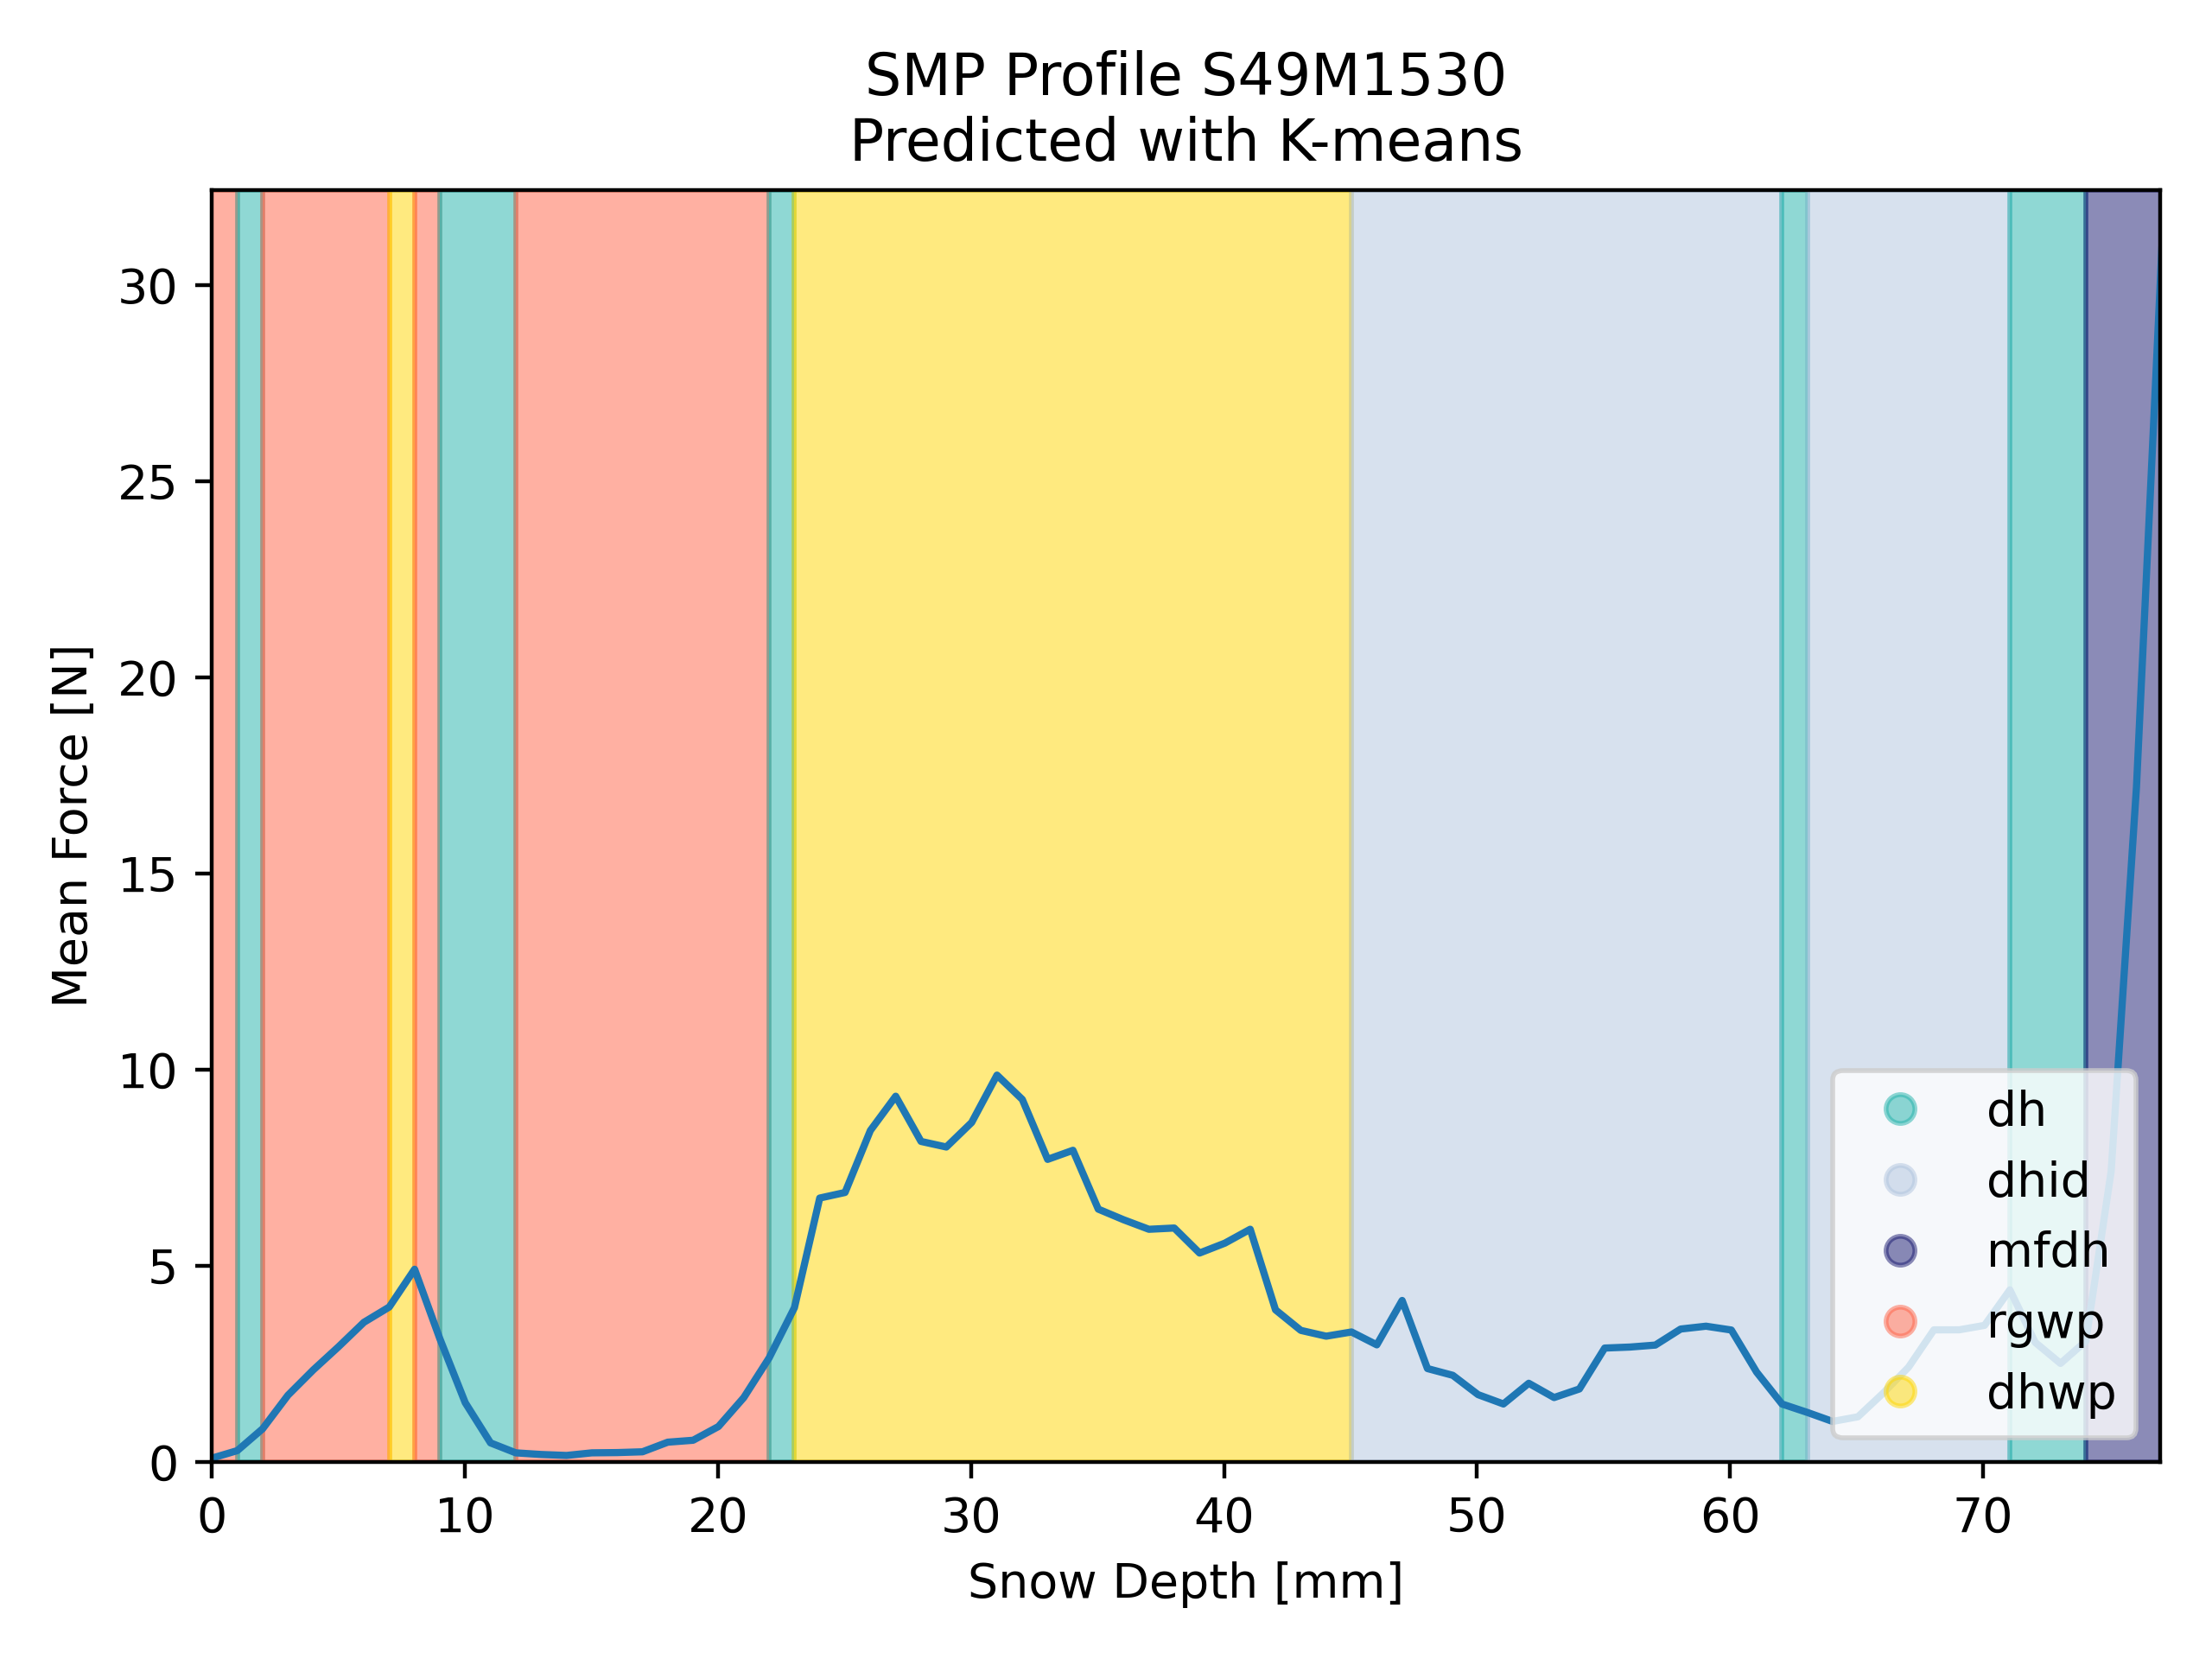 SMP Profile S49M1530
Predicted with K-means
Mean Force [N]
30
25
20
15
10
5
0
0 10 20 30 40 50 60 70
Snow Depth [mm]
dh
dhid
mfdh
rgwp
dhwp